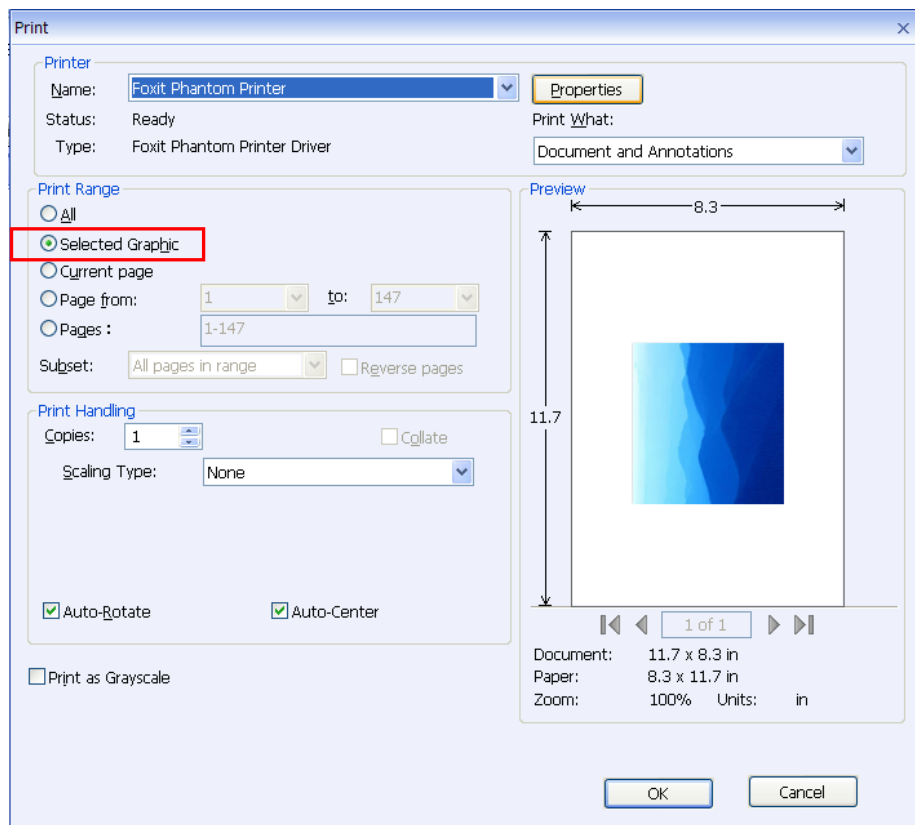 Print
Printer
Name: Foxit Phantom Printer Properties
Status: Ready Print What:
Type: Foxit Phantom Printer Driver Document and Annotations
Print Range
All
Selected Graphic
Current page
Page from: 1 to: 147
Pages : 1-147
Subset: All pages in range Reverse pages
Print Handling
Copies: 1 Collate
Scaling Type: None
Auto-Rotate Auto-Center
Print as Grayscale
Preview
8.3
11.7
1 of 1
Document: 11.7 x 8.3 in
Paper: 8.3 x 11.7 in
Zoom: 100% Units: in
OK Cancel